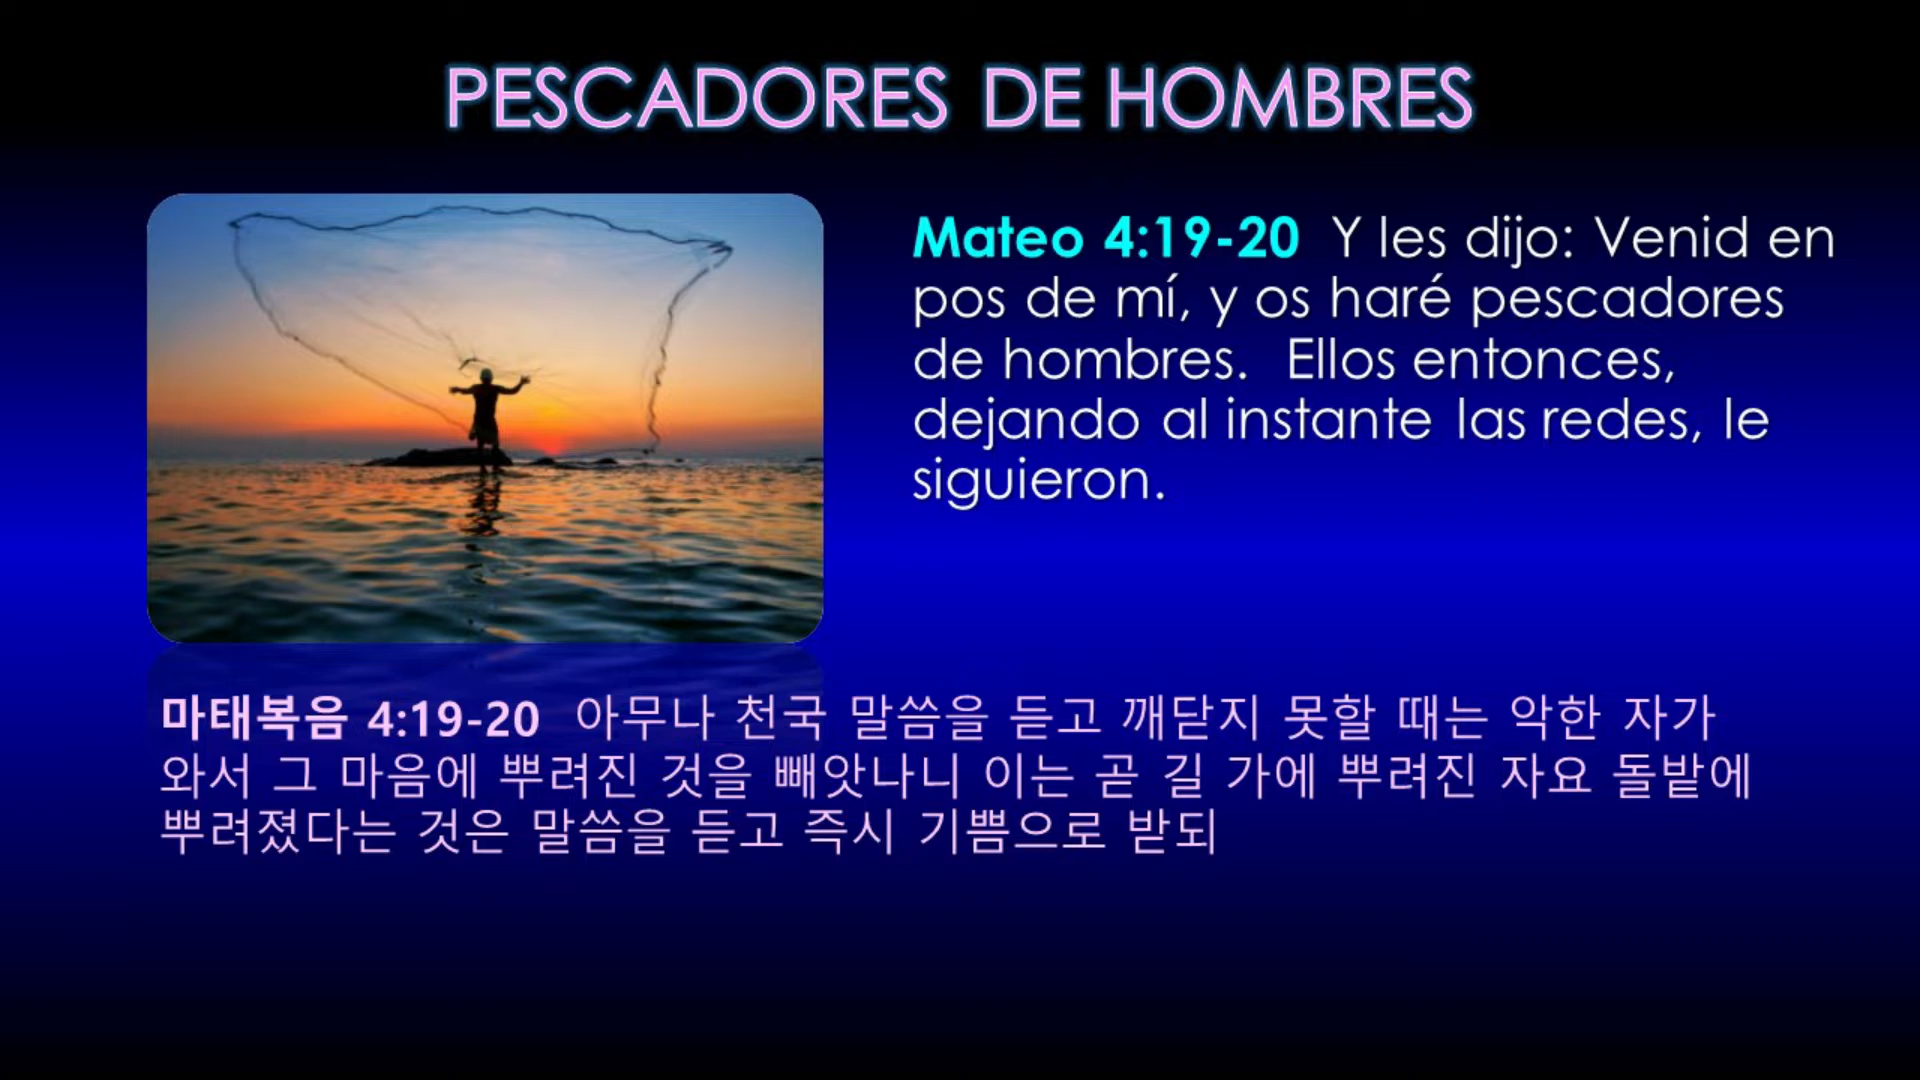 PESCADORES DE HOMBRES
Mateo 4:19-20 Y les dijo: Venid en
pos de mí, y os haré pescadores
de hombres. Ellos entonces,
dejando al instante las redes, le
siguieron.
마태복음 4:19-20 아무나 천국 말씀을 듣고 깨닫지 못할 때는 악한 자가
와서 그 마음에 뿌려진 것을 빼앗나니 이는 곧 길 가에 뿌려진 자요 돌밭에
뿌려졌다는 것은 말씀을 듣고 즉시 기쁨으로 받되